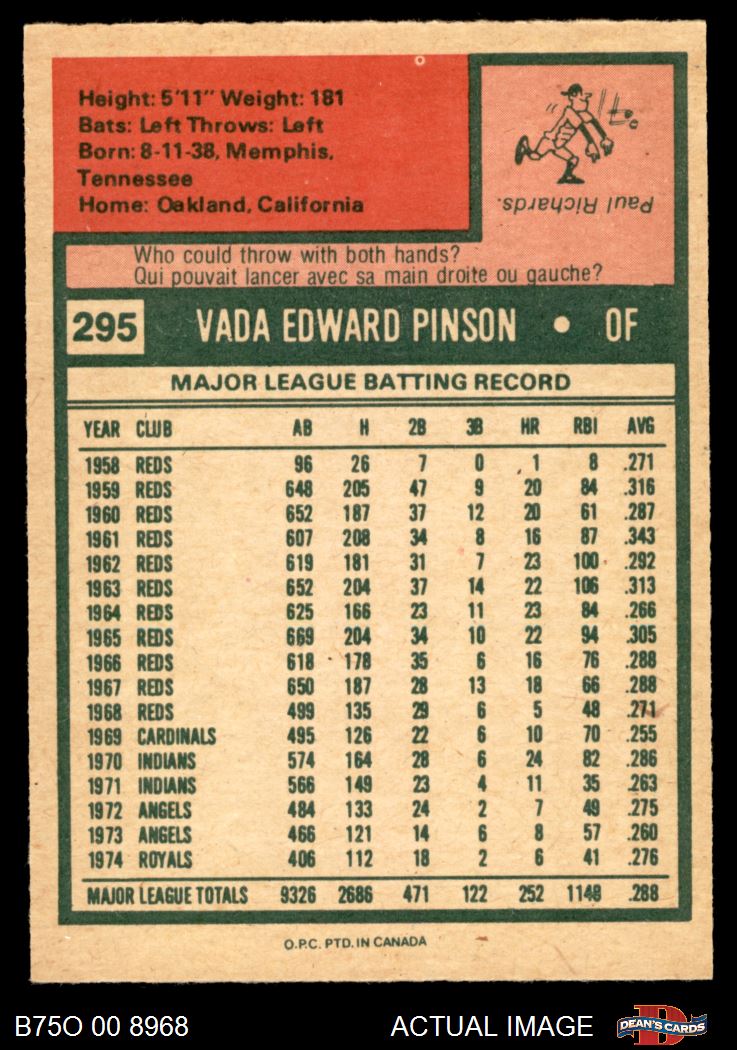 Height: 5'11" Weight: 181
Bats: Left Throws: Left
Born: 8-11-38, Memphis,
Tennessee
Home: Oakland, California
Paul Richards.
Who could throw with both hands?
Qui pouvait lancer avec sa main droite ou gauche?
295 VADA EDWARD PINSON • OF
MAJOR LEAGUE BATTING RECORD
YEAR CLUB AB H 2B 3B HR RBI AVG
1958 REDS 96 26 7 0 1 8 .271
1959 REDS 648 205 47 9 20 84 .316
1960 REDS 652 187 37 12 20 61 .287
1961 REDS 607 208 34 8 16 87 .343
1962 REDS 619 181 31 7 23 100 .292
1963 REDS 652 204 37 14 22 106 .313
1964 REDS 625 166 23 11 23 84 .266
1965 REDS 669 204 34 10 22 94 .305
1966 REDS 618 178 35 6 16 76 .288
1967 REDS 650 187 28 13 18 66 .288
1968 REDS 499 135 29 6 5 48 .271
1969 CARDINALS 495 126 22 6 10 70 .255
1970 INDIANS 574 164 28 6 24 82 .286
1971 INDIANS 566 149 23 4 11 35 .263
1972 ANGELS 484 133 24 2 7 49 .275
1973 ANGELS 466 121 14 6 8 57 .260
1974 ROYALS 406 112 18 2 6 41 .276
MAJOR LEAGUE TOTALS 9326 2686 471 122 252 1148 .288
O.P.C. PTD. IN CANADA
B75O 00 8968 ACTUAL IMAGE D DEAN'S CARDS